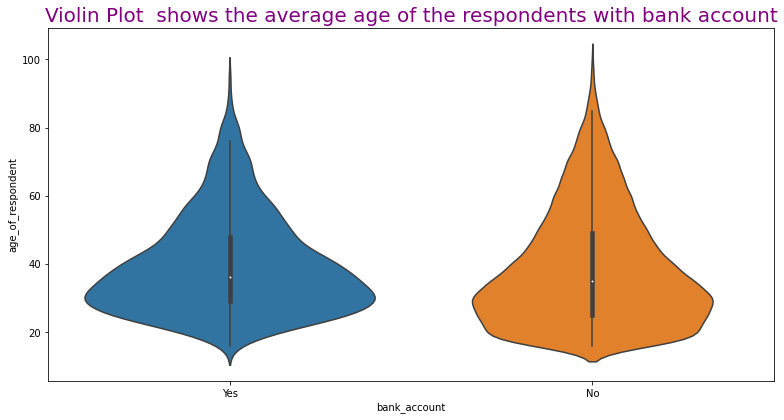 Violin Plot  shows the average age of the respondents with bank account
100
80
60
40
20
age_of_respondent
Yes
No
bank_account